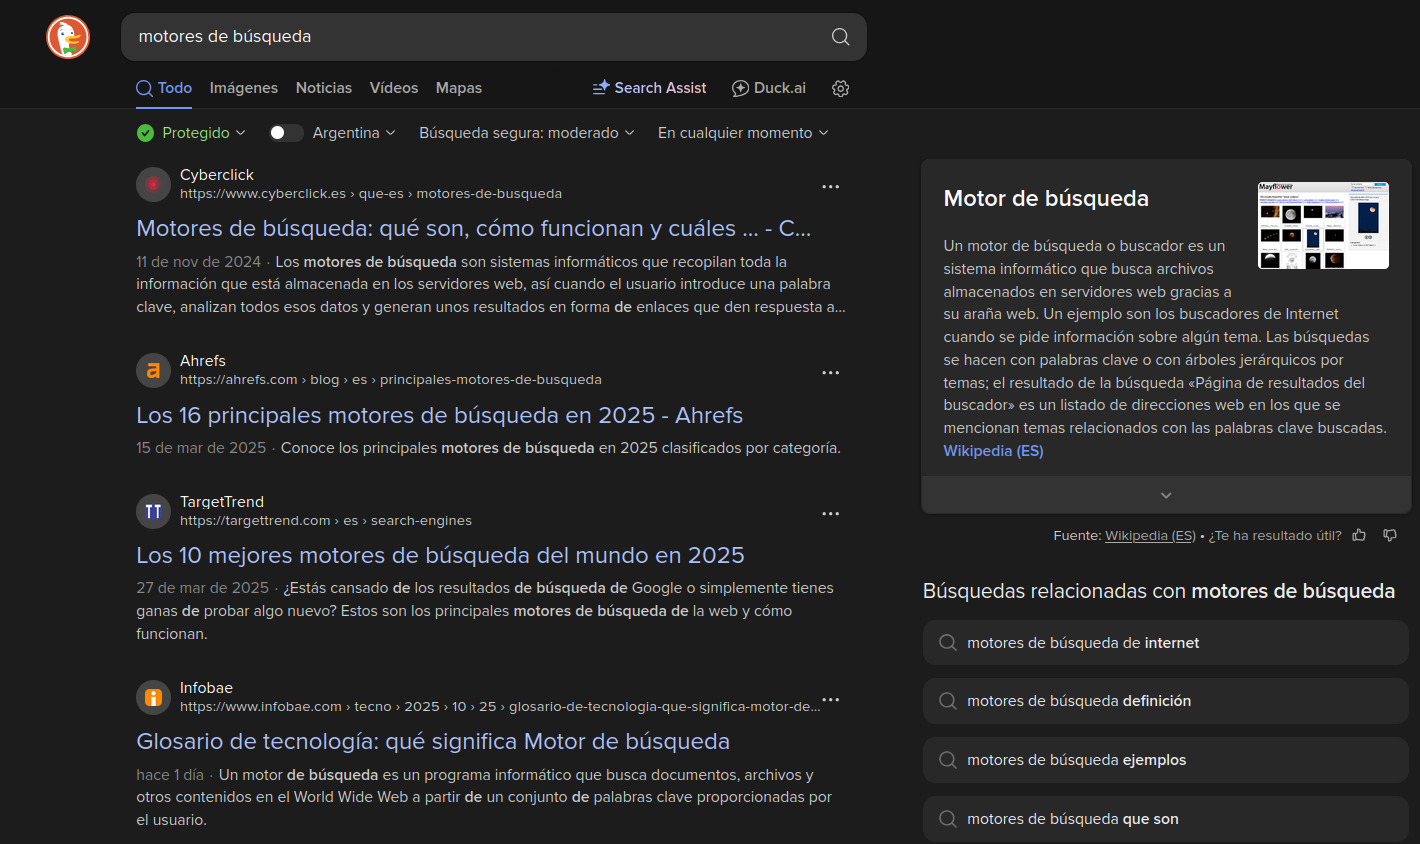 motores de búsqueda
Todo Imágenes Noticias Vídeos Mapas Search Assist Duck.ai
Protegido Argentina Búsqueda segura: moderado En cualquier momento
Cyberclick
https://www.cyberclick.es › que-es › motores-de-busqueda
Motores de búsqueda: qué son, cómo funcionan y cuáles ... - C...
11 de nov de 2024 · Los motores de búsqueda son sistemas informáticos que recopilan toda la
información que está almacenada en los servidores web, así cuando el usuario introduce una palabra
clave, analizan todos esos datos y generan unos resultados en forma de enlaces que den respuesta a...
Ahrefs
https://ahrefs.com › blog › es › principales-motores-de-busqueda
Los 16 principales motores de búsqueda en 2025 - Ahrefs
15 de mar de 2025 · Conoce los principales motores de búsqueda en 2025 clasificados por categoría.
TargetTrend
https://targettrend.com › es › search-engines
Los 10 mejores motores de búsqueda del mundo en 2025
27 de mar de 2025 · ¿Estás cansado de los resultados de búsqueda de Google o simplemente tienes
ganas de probar algo nuevo? Estos son los principales motores de búsqueda de la web y cómo
funcionan.
Infobae
https://www.infobae.com › tecno › 2025 › 10 › 25 › glosario-de-tecnologia-que-significa-motor-de...
Glosario de tecnología: qué significa Motor de búsqueda
hace 1 día · Un motor de búsqueda es un programa informático que busca documentos, archivos y
otros contenidos en el World Wide Web a partir de un conjunto de palabras clave proporcionadas por
el usuario.
Motor de búsqueda
Mayflower
Un motor de búsqueda o buscador es un
sistema informático que busca archivos
almacenados en servidores web gracias a
su araña web. Un ejemplo son los buscadores de Internet
cuando se pide información sobre algún tema. Las búsquedas
se hacen con palabras clave o con árboles jerárquicos por
temas; el resultado de la búsqueda «Página de resultados del
buscador» es un listado de direcciones web en los que se
mencionan temas relacionados con las palabras clave buscadas.
Wikipedia (ES)
Fuente: Wikipedia (ES) • ¿Te ha resultado útil?
Búsquedas relacionadas con motores de búsqueda
motores de búsqueda de internet
motores de búsqueda definición
motores de búsqueda ejemplos
motores de búsqueda que son